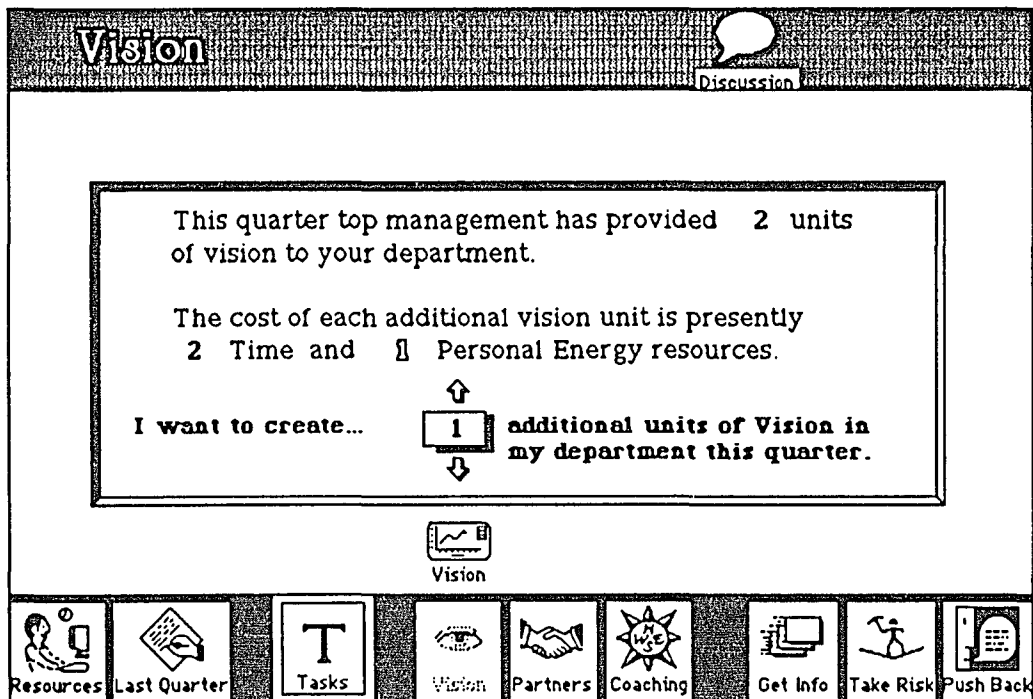 Vision
Discussion
This quarter top management has provided 2 units
of vision to your department.
The cost of each additional vision unit is presently
2 Time and 1 Personal Energy resources.
I want to create... 1 additional units of Vision in
my department this quarter.
Vision
N
W E
S
T
Resources Last Quarter Tasks Vision Partners Coaching Get Info Take Risk Push Back